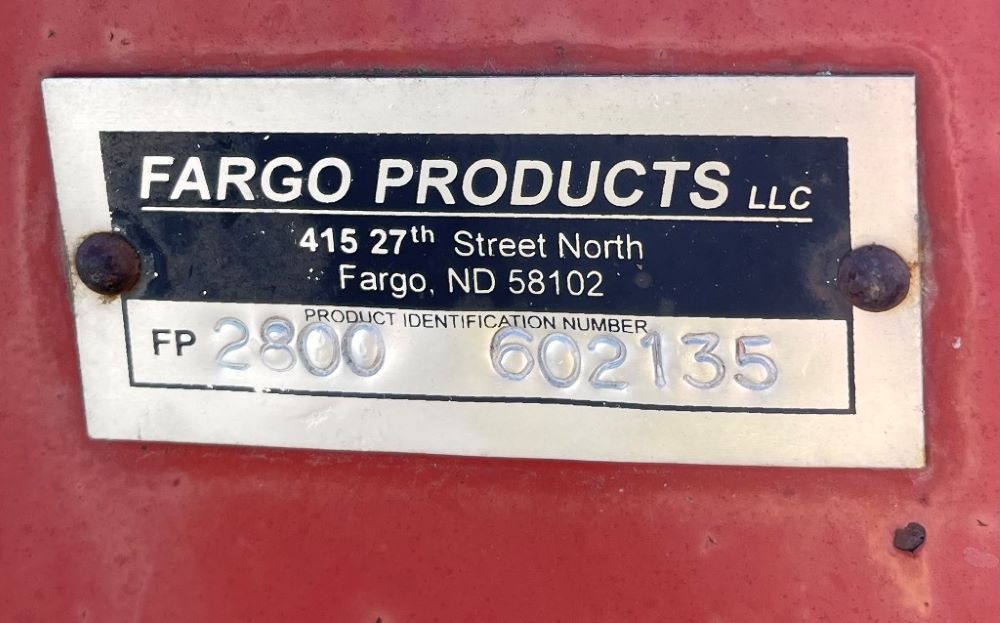 FARGO PRODUCTS LLC
415 27th Street North
Fargo, ND 58102
PRODUCT IDENTIFICATION NUMBER
FP 2800 602135